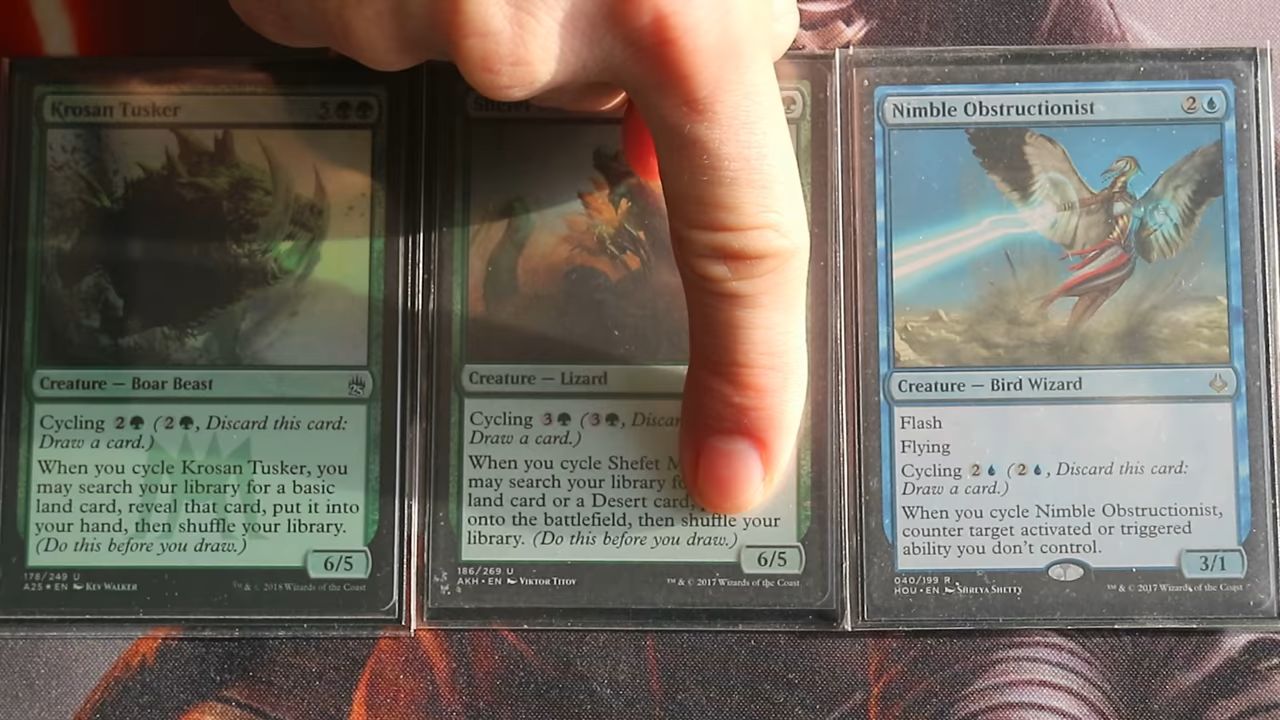 Krosan Tusker 5
Creature — Boar Beast
25
Cycling 2 (2, Discard this card:
Draw a card.)
When you cycle Krosan Tusker, you
may search your library for a basic
land card, reveal that card, put it into
your hand, then shuffle your library.
(Do this before you draw.)
6/5
178/249 U
A25 ★ EN Kev Walker
™ & © 2018 Wizards of the Coast
Shefet
Creature — Lizard
Cycling 3 (3, Discar
Draw a card.)
When you cycle Shefet M
may search your library fo
land card or a Desert card,
onto the battlefield, then shuffle your
library. (Do this before you draw.)
6/5
186/269 U
AKH • EN Viktor Titov
™ & © 2017 Wizards of the Coast
Nimble Obstructionist 2
Creature — Bird Wizard
Flash
Flying
Cycling 2 (2, Discard this card:
Draw a card.)
When you cycle Nimble Obstructionist,
counter target activated or triggered
ability you don't control.
3/1
040/199 R
HOU • EN Shreya Shetty
™ & © 2017 Wizards of the Coast